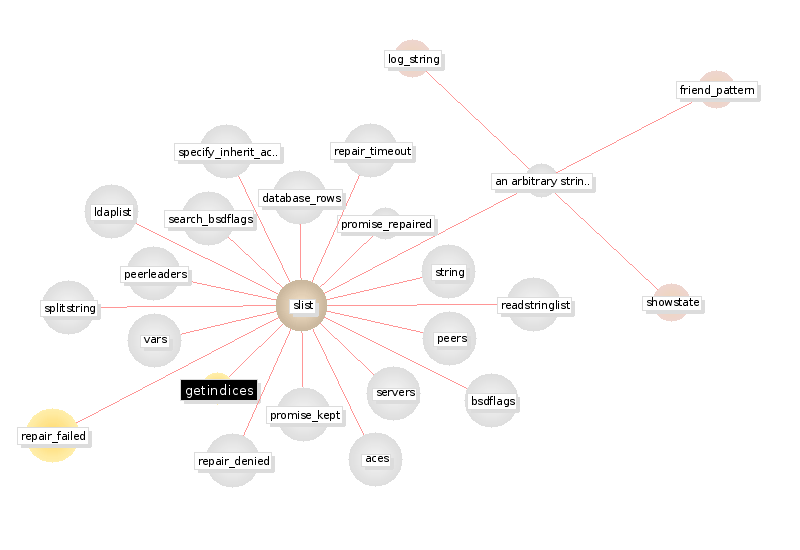 log_string
friend_pattern
specify_inherit_ac..
repair_timeout
an arbitrary strin..
database_rows
ldaplist
search_bsdflags
promise_repaired
peerleaders
string
splitstring
slist
readstringlist
showstate
vars
peers
getindices
servers
bsdflags
promise_kept
repair_failed
repair_denied
aces